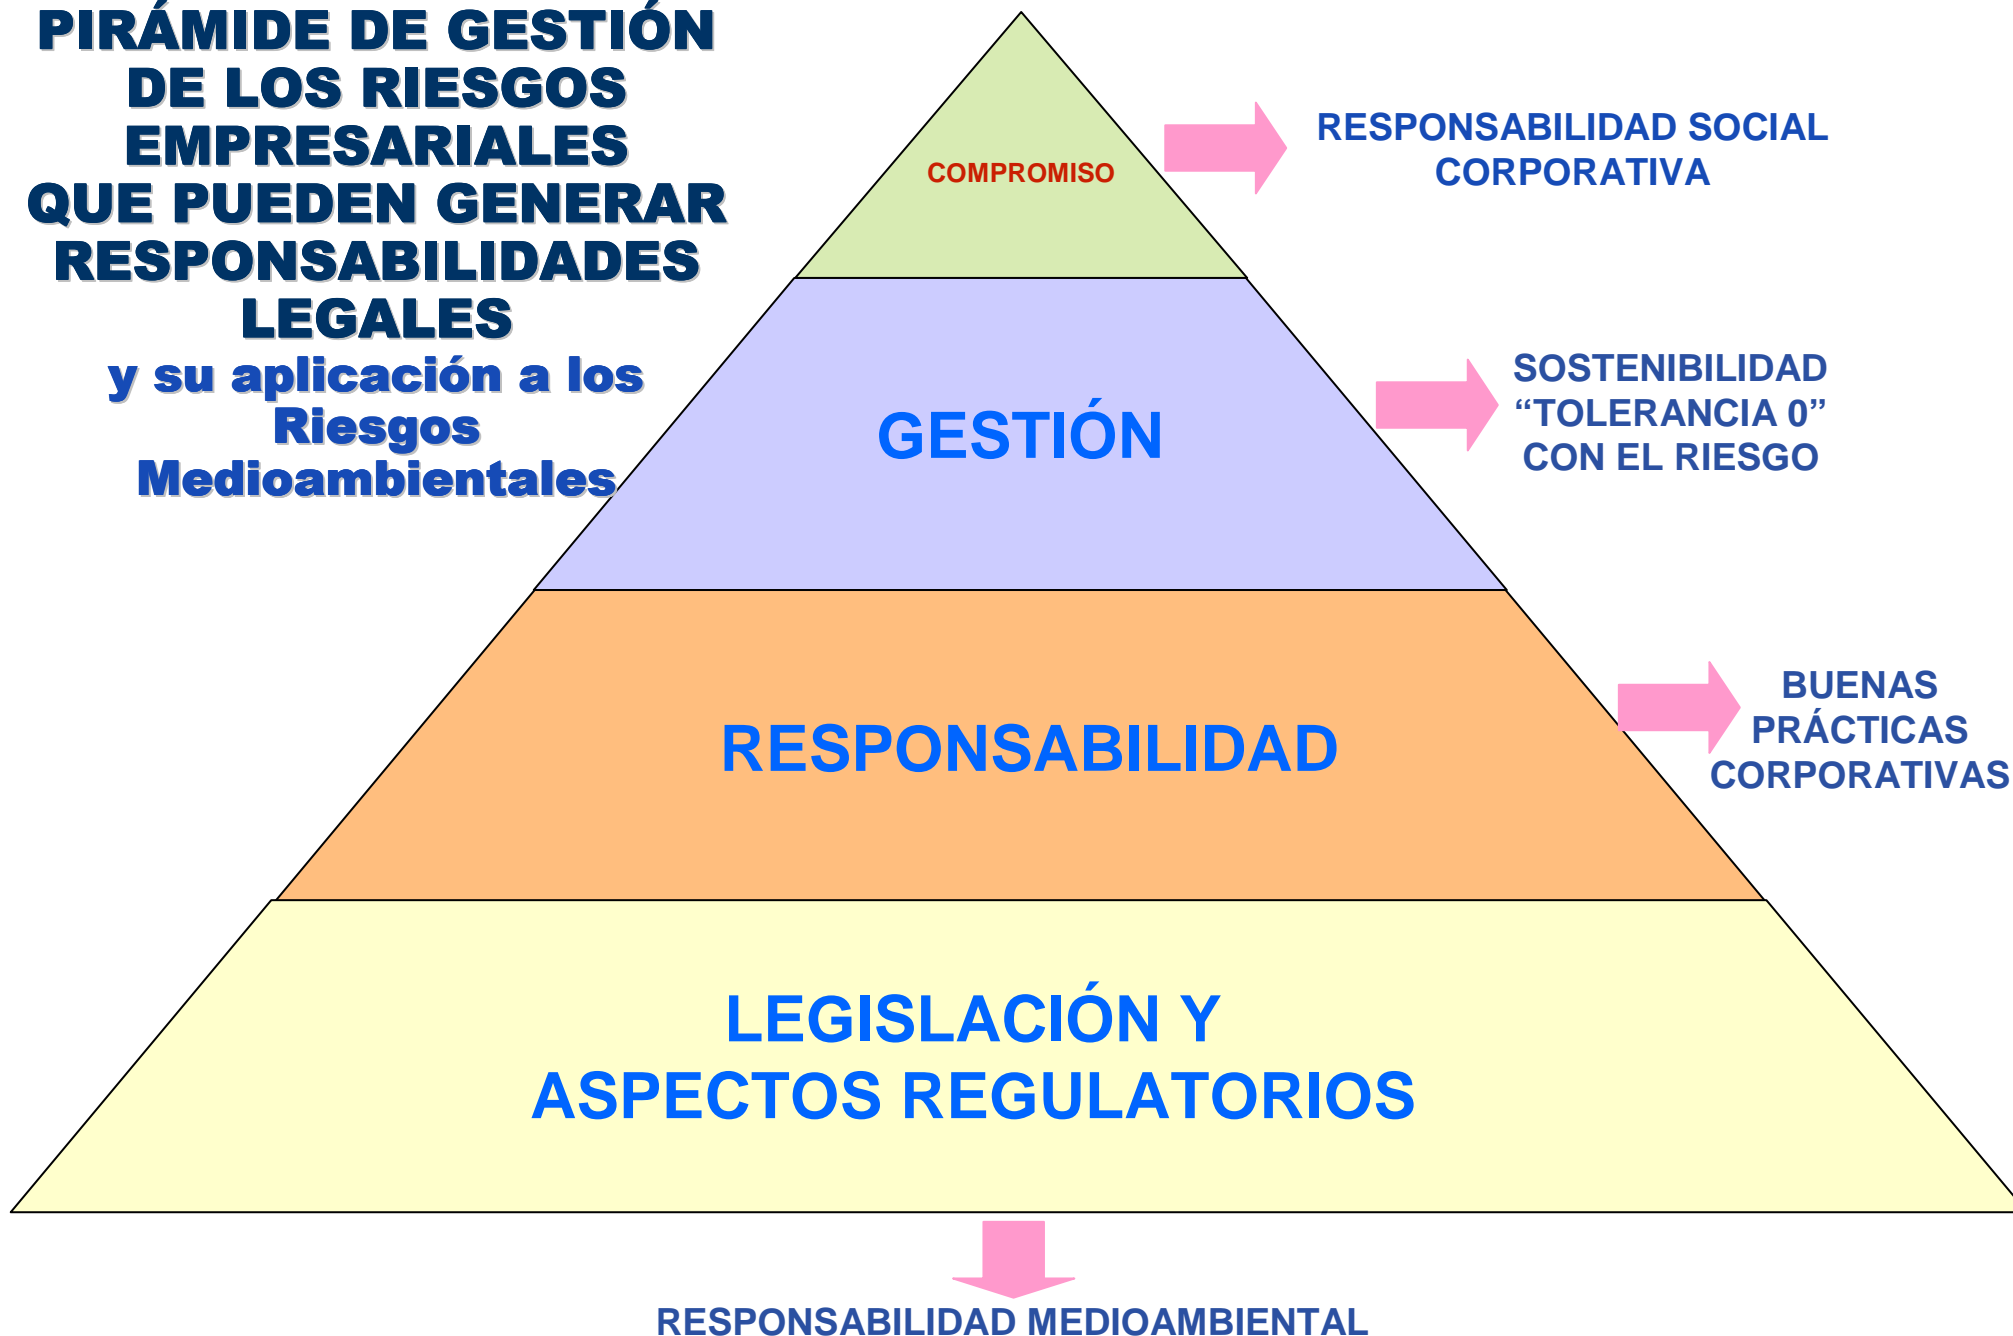 PIRÁMIDE DE GESTIÓN
DE LOS RIESGOS
EMPRESARIALES
QUE PUEDEN GENERAR
RESPONSABILIDADES
LEGALES
y su aplicación a los
Riesgos
Medioambientales
COMPROMISO
RESPONSABILIDAD SOCIAL
CORPORATIVA
GESTIÓN
SOSTENIBILIDAD
“TOLERANCIA 0”
CON EL RIESGO
RESPONSABILIDAD
BUENAS
PRÁCTICAS
CORPORATIVAS
LEGISLACIÓN Y
ASPECTOS REGULATORIOS
RESPONSABILIDAD MEDIOAMBIENTAL